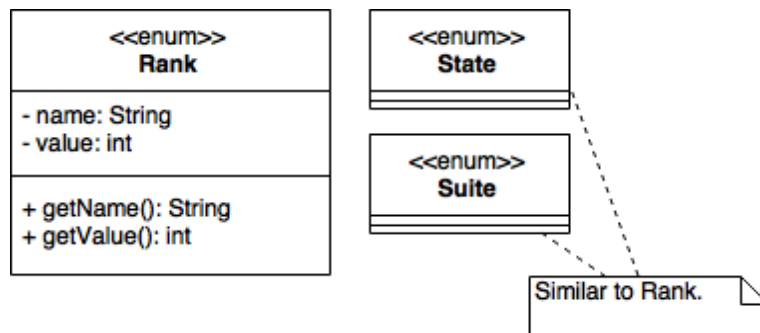 <<enum>>
Rank
- name: String
- value: int
+ getName(): String
+ getValue(): int
<<enum>>
State
<<enum>>
Suite
Similar to Rank.